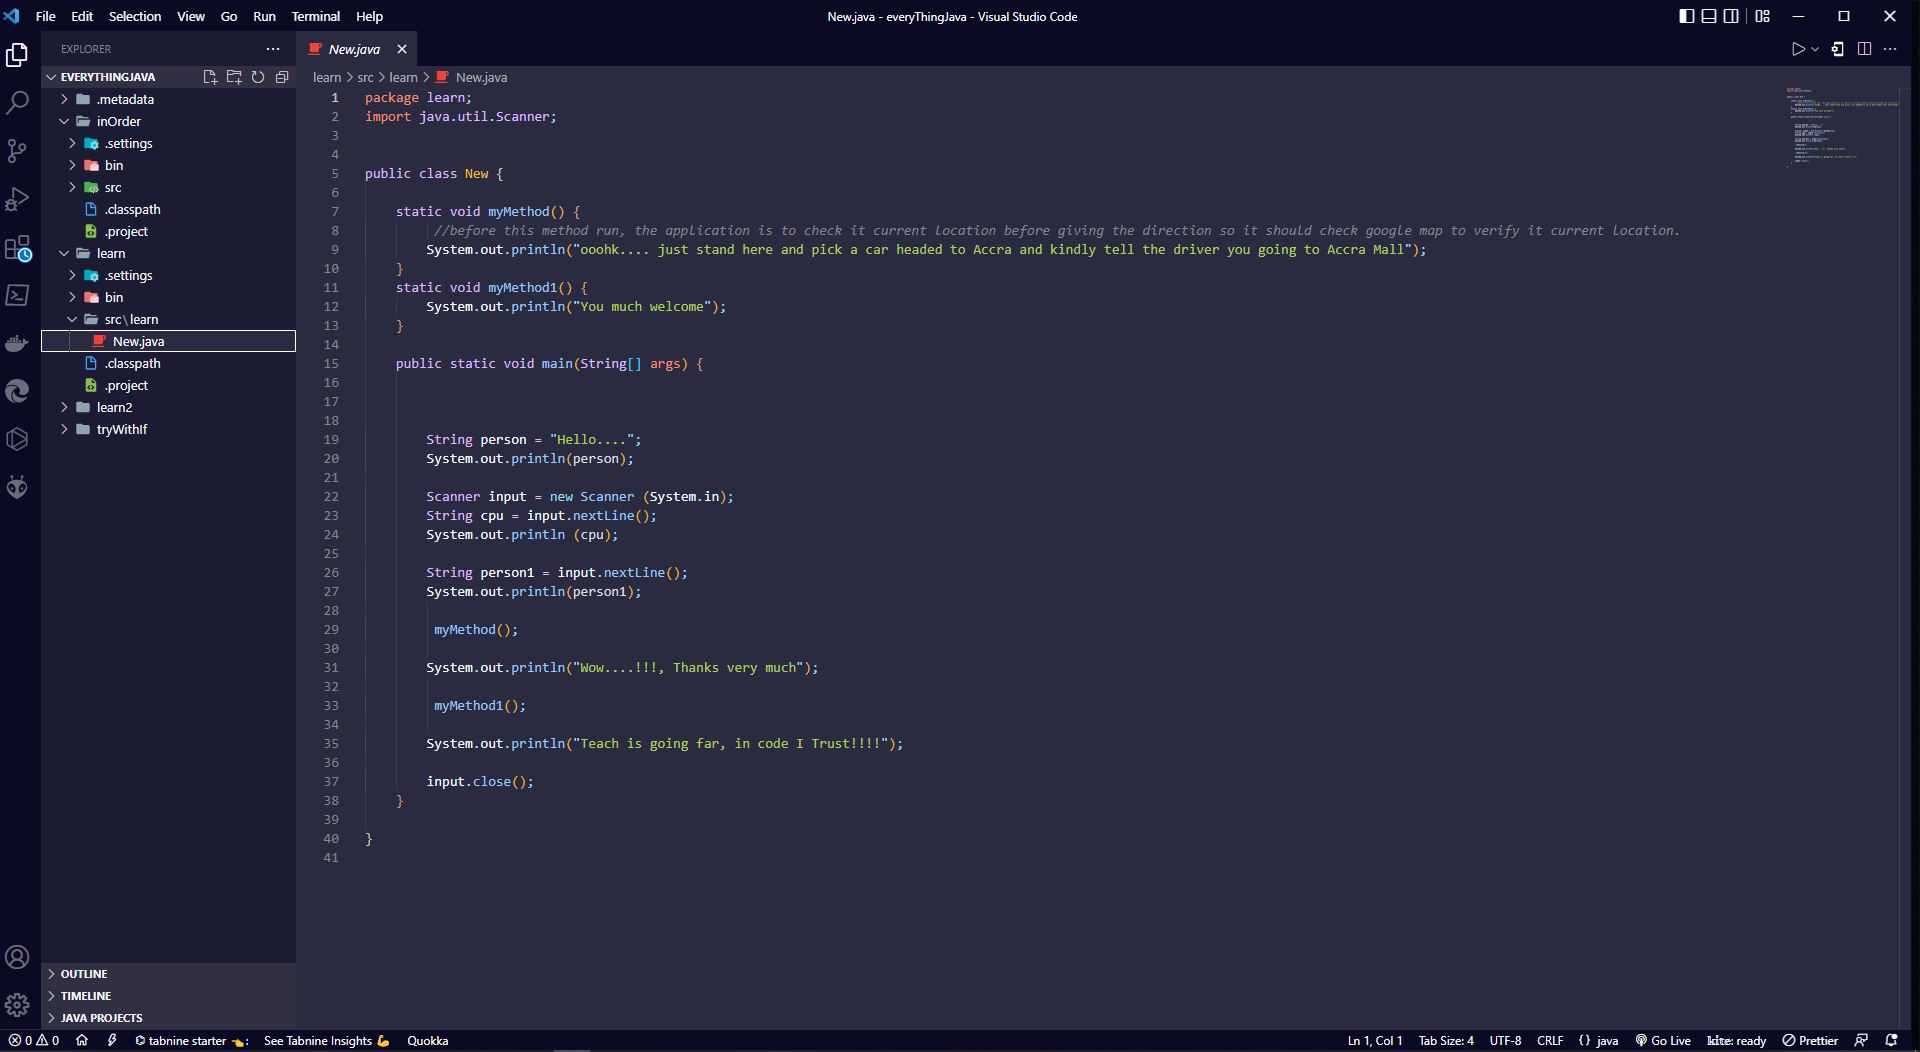 File Edit Selection View Go Run Terminal Help
New.java - everyThingJava - Visual Studio Code
EXPLORER
New.java
EVERYTHINGJAVA
.metadata
inOrder
.settings
bin
src
.classpath
.project
learn
.settings
bin
src\learn
New.java
.classpath
.project
learn2
tryWithIf
OUTLINE
TIMELINE
JAVA PROJECTS
learn > src > learn > New.java
1 package learn;
2 import java.util.Scanner;
3
4
5 public class New {
6
7 static void myMethod() {
8 //before this method run, the application is to check it current location before giving the direction so it should check google map to verify it current location.
9 System.out.println("ooohk.... just stand here and pick a car headed to Accra and kindly tell the driver you going to Accra Mall");
10 }
11 static void myMethod1() {
12 System.out.println("You much welcome");
13 }
14
15 public static void main(String[] args) {
16
17
18
19 String person = "Hello....";
20 System.out.println(person);
21
22 Scanner input = new Scanner (System.in);
23 String cpu = input.nextLine();
24 System.out.println (cpu);
25
26 String person1 = input.nextLine();
27 System.out.println(person1);
28
29 myMethod();
30
31 System.out.println("Wow....!!!, Thanks very much");
32
33 myMethod1();
34
35 System.out.println("Teach is going far, in code I Trust!!!!");
36
37 input.close();
38 }
39
40 }
41
0 0 tabnine starter : See Tabnine Insights Quokka
Ln 1, Col 1 Tab Size: 4 UTF-8 CRLF {} java Go Live kite: ready Prettier